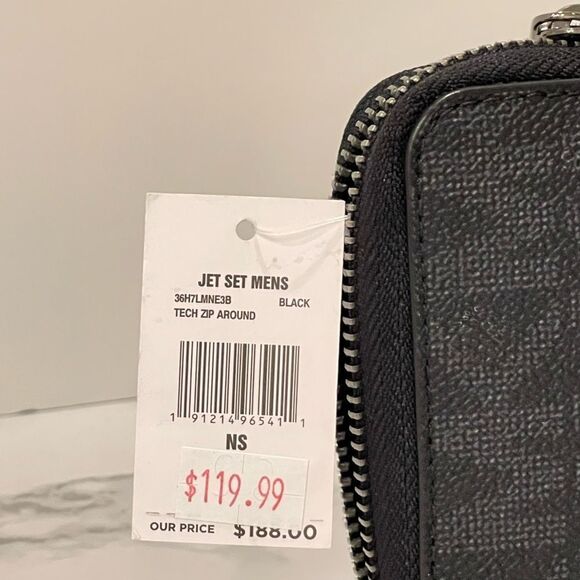 JET SET MENS
36H7LMNE3B BLACK
TECH ZIP AROUND
1 91214 96541 1
NS
$119.99
OUR PRICE $188.00